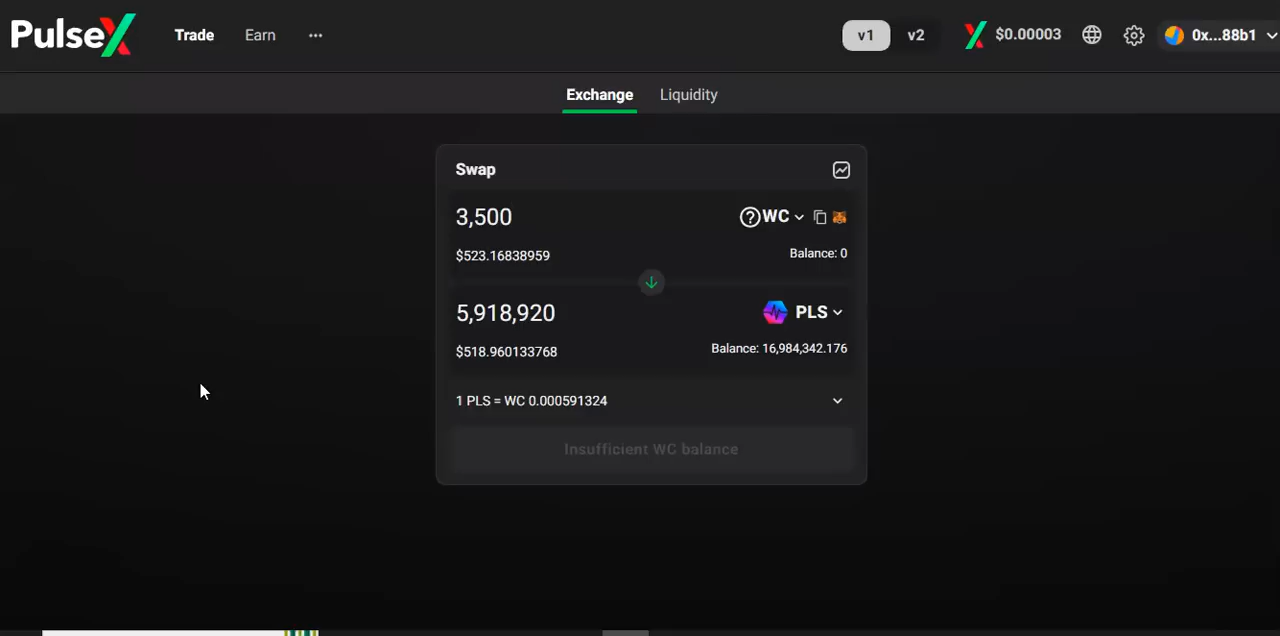 PulseX Trade Earn ... v1 v2 $0.00003 0x...88b1
Exchange Liquidity
Swap
3,500 WC
$523.16838959 Balance: 0
5,918,920 PLS
$518.960133768 Balance: 16,984,342.176
1 PLS = WC 0.000591324
Insufficient WC balance